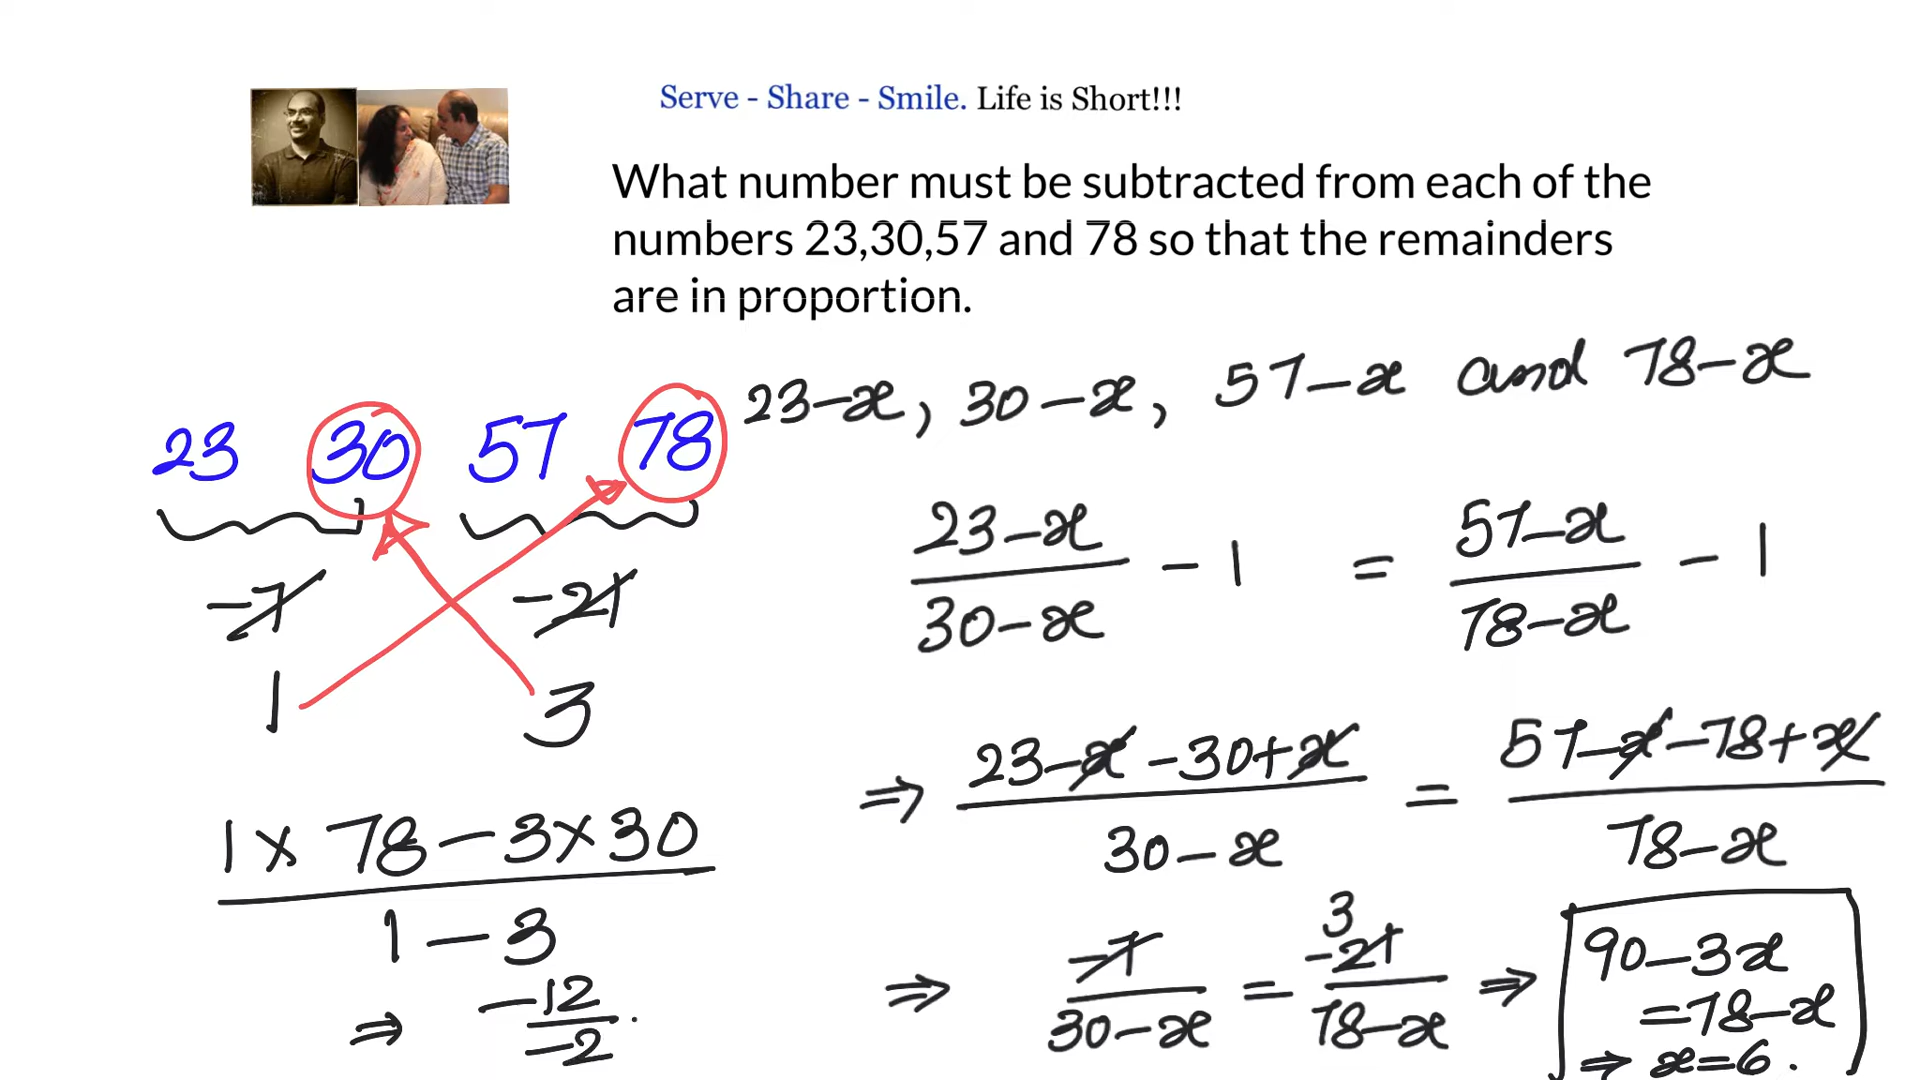 Serve - Share - Smile. Life is Short!!!
What number must be subtracted from each of the
numbers 23,30,57 and 78 so that the remainders
are in proportion.
23-x, 30-x, 57-x and 78-x
23 30 57 78
-7 -21
1 3
1 x 78 - 3 x 30
1 - 3
⇒ -12
-2 .
23-x - 1 = 57-x - 1
30-x 78-x
⇒ 23-x-30+x = 57-x-78+x
30-x 78-x
3
⇒ -7 = -21 ⇒
30-x 78-x
90-3x
=78-x
⇒ x=6.